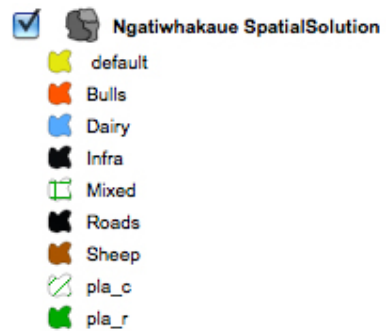 Ngatiwhakaue SpatialSolution
default
Bulls
Dairy
Infra
Mixed
Roads
Sheep
pla_c
pla_r